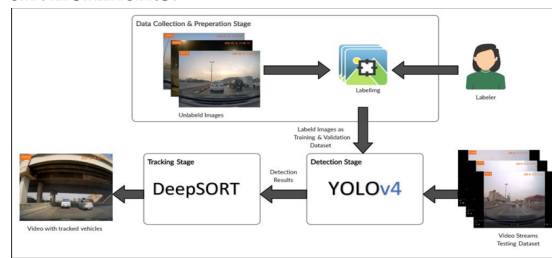 Data Collection & Preperation Stage
Unlabeld Images
LabelImg
Labeler
Labeld Images as
Training & Validation
Dataset
Tracking Stage
DeepSORT
Detection
Results
Detection Stage
YOLOv4
Video with tracked vehicles
Video Streams
Testing Dataset